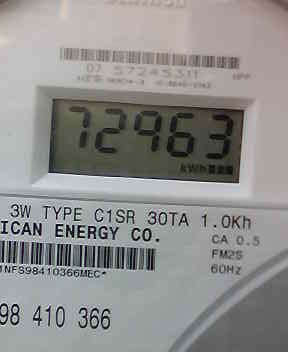 07 57245311
72963
kWh
3W TYPE C1SR 30TA 1.0Kh
ICAN ENERGY CO.
CA 0.5
FM2S
60Hz
1NFS98410366MEC*
98 410 366